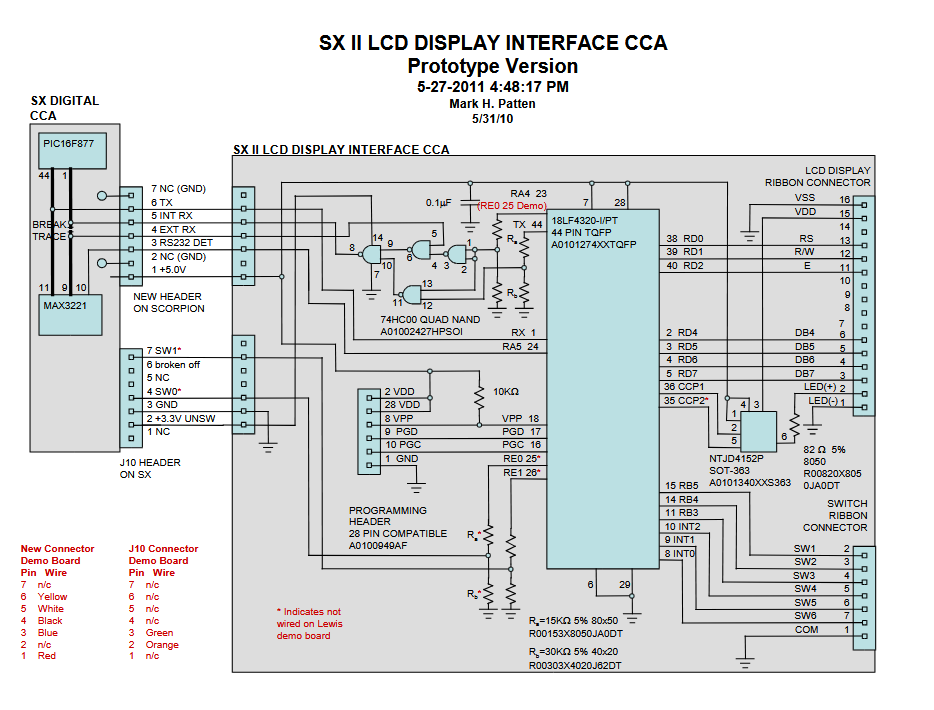 SX II LCD DISPLAY INTERFACE CCA
Prototype Version
5-27-2011 4:48:17 PM
Mark H. Patten
5/31/10
SX DIGITAL
CCA
SX II LCD DISPLAY INTERFACE CCA
PIC16F877
44 1
BREAK
TRACE
11 9 10
MAX3221
7 NC (GND)
6 TX
5 INT RX
4 EXT RX
3 RS232 DET
2 NC (GND)
1 +5.0V
NEW HEADER
ON SCORPION
7 SW1*
6 broken off
5 NC
4 SW0*
3 GND
2 +3.3V UNSW
1 NC
J10 HEADER
ON SX
0.1µF
RA4 23
(RE0 25 Demo)
TX 44
Ra
Rb
14
8
9
10
7
5
6
4
1
3
2
13
11
12
74HC00 QUAD NAND
A01002427HPSOI
RX 1
RA5 24
7
28
18LF4320-I/PT
44 PIN TQFP
A0101274XXTQFP
2 VDD
28 VDD
8 VPP
9 PGD
10 PGC
1 GND
10KΩ
VPP 18
PGD 17
PGC 16
RE0 25*
RE1 26*
PROGRAMMING
HEADER
28 PIN COMPATIBLE
A0100949AF
Ra*
Rb*
6
29
38 RD0
39 RD1
40 RD2
2 RD4
3 RD5
4 RD6
5 RD7
36 CCP1
35 CCP2*
15 RB5
14 RB4
11 RB3
10 INT2
9 INT1
8 INT0
LCD DISPLAY
RIBBON CONNECTOR
VSS 16
VDD 15
14
RS 13
R/W 12
E 11
10
9
8
7
DB4 6
DB5 5
DB6 4
DB7 3
LED(+) 2
LED(-) 1
4 3
1
2
5
6
NTJD4152P
SOT-363
A0101340XXS363
82 Ω 5%
8050
R00820X805
0JA0DT
SWITCH
RIBBON
CONNECTOR
SW1 2
SW2 3
SW3 4
SW4 5
SW5 6
SW6 7
COM 1
New Connector
Demo Board
Pin Wire
7 n/c
6 Yellow
5 White
4 Black
3 Blue
2 n/c
1 Red
J10 Connector
Demo Board
Pin Wire
7 n/c
6 n/c
5 n/c
4 n/c
3 Green
2 Orange
1 n/c
* Indicates not
wired on Lewis
demo board
Ra=15KΩ 5% 80x50
R00153X8050JA0DT
Rb=30KΩ 5% 40x20
R00303X4020J62DT